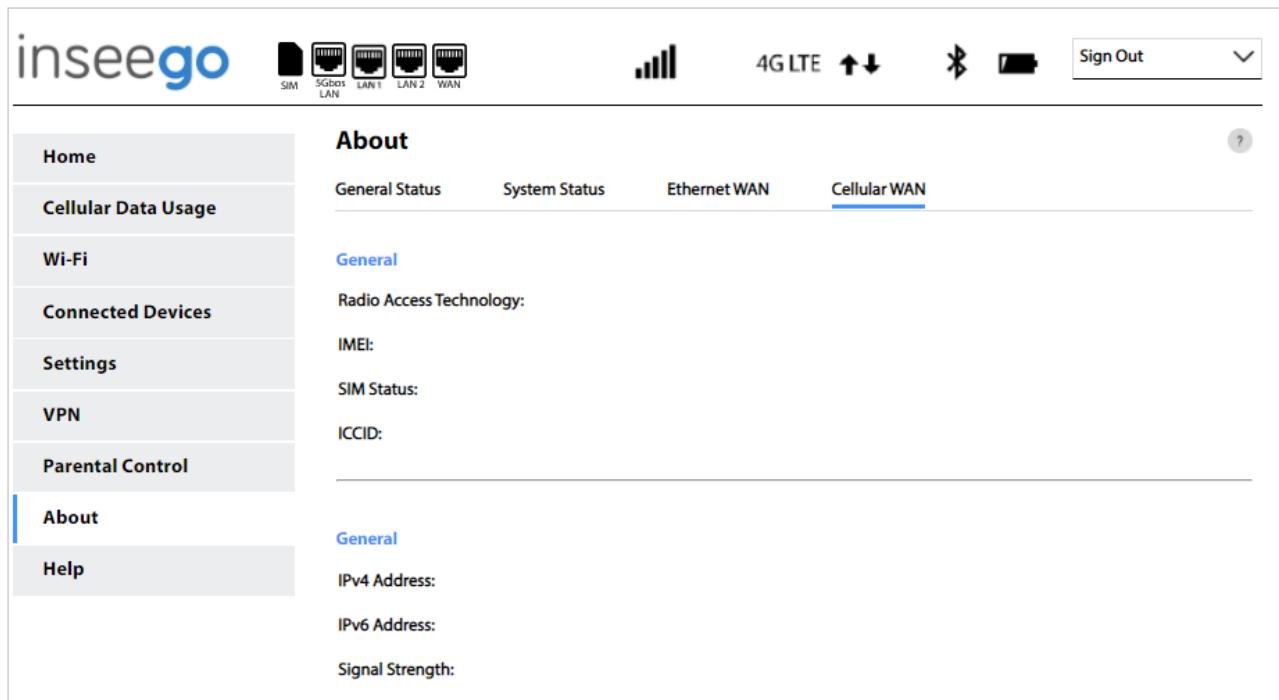 inseego
SIM
5Gbos
LAN
LAN 1
LAN 2
WAN
4G LTE
Sign Out
Home
Cellular Data Usage
Wi-Fi
Connected Devices
Settings
VPN
Parental Control
About
Help
About
?
General Status
System Status
Ethernet WAN
Cellular WAN
General
Radio Access Technology:
IMEI:
SIM Status:
ICCID:
General
IPv4 Address:
IPv6 Address:
Signal Strength: